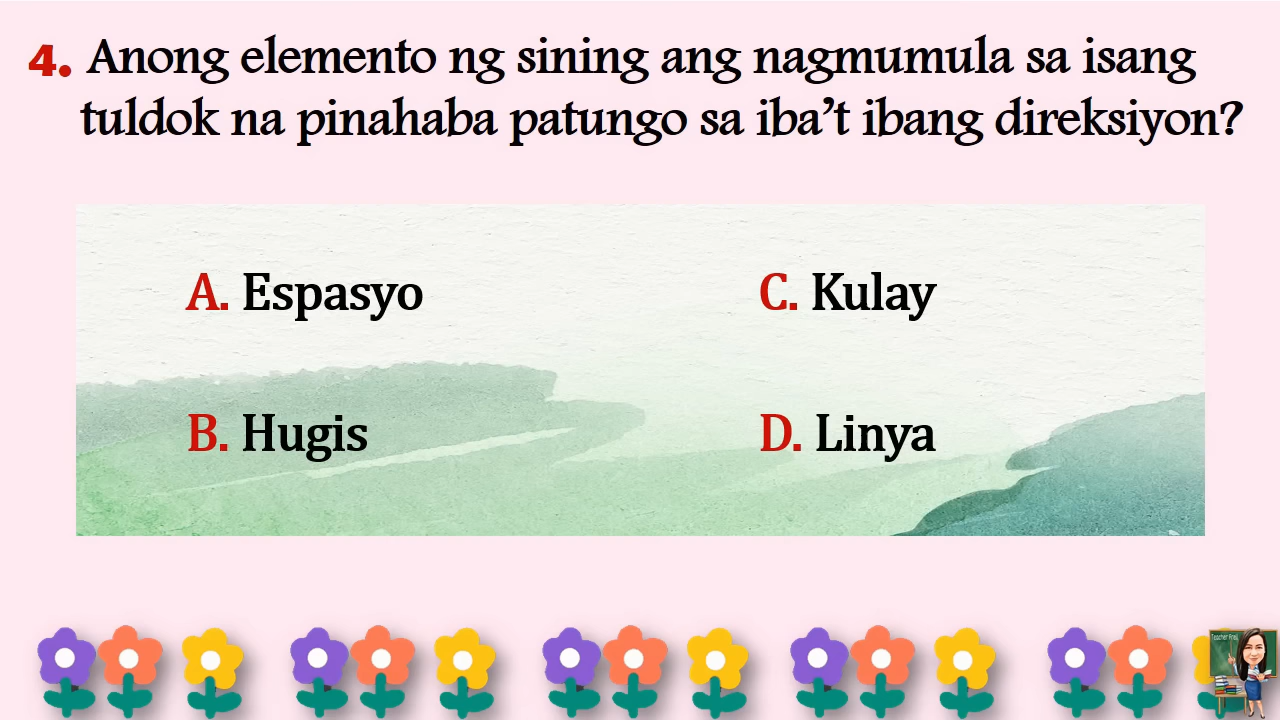 4. Anong elemento ng sining ang nagmumula sa isang
tuldok na pinahaba patungo sa iba’t ibang direksiyon?
A. Espasyo
C. Kulay
B. Hugis
D. Linya